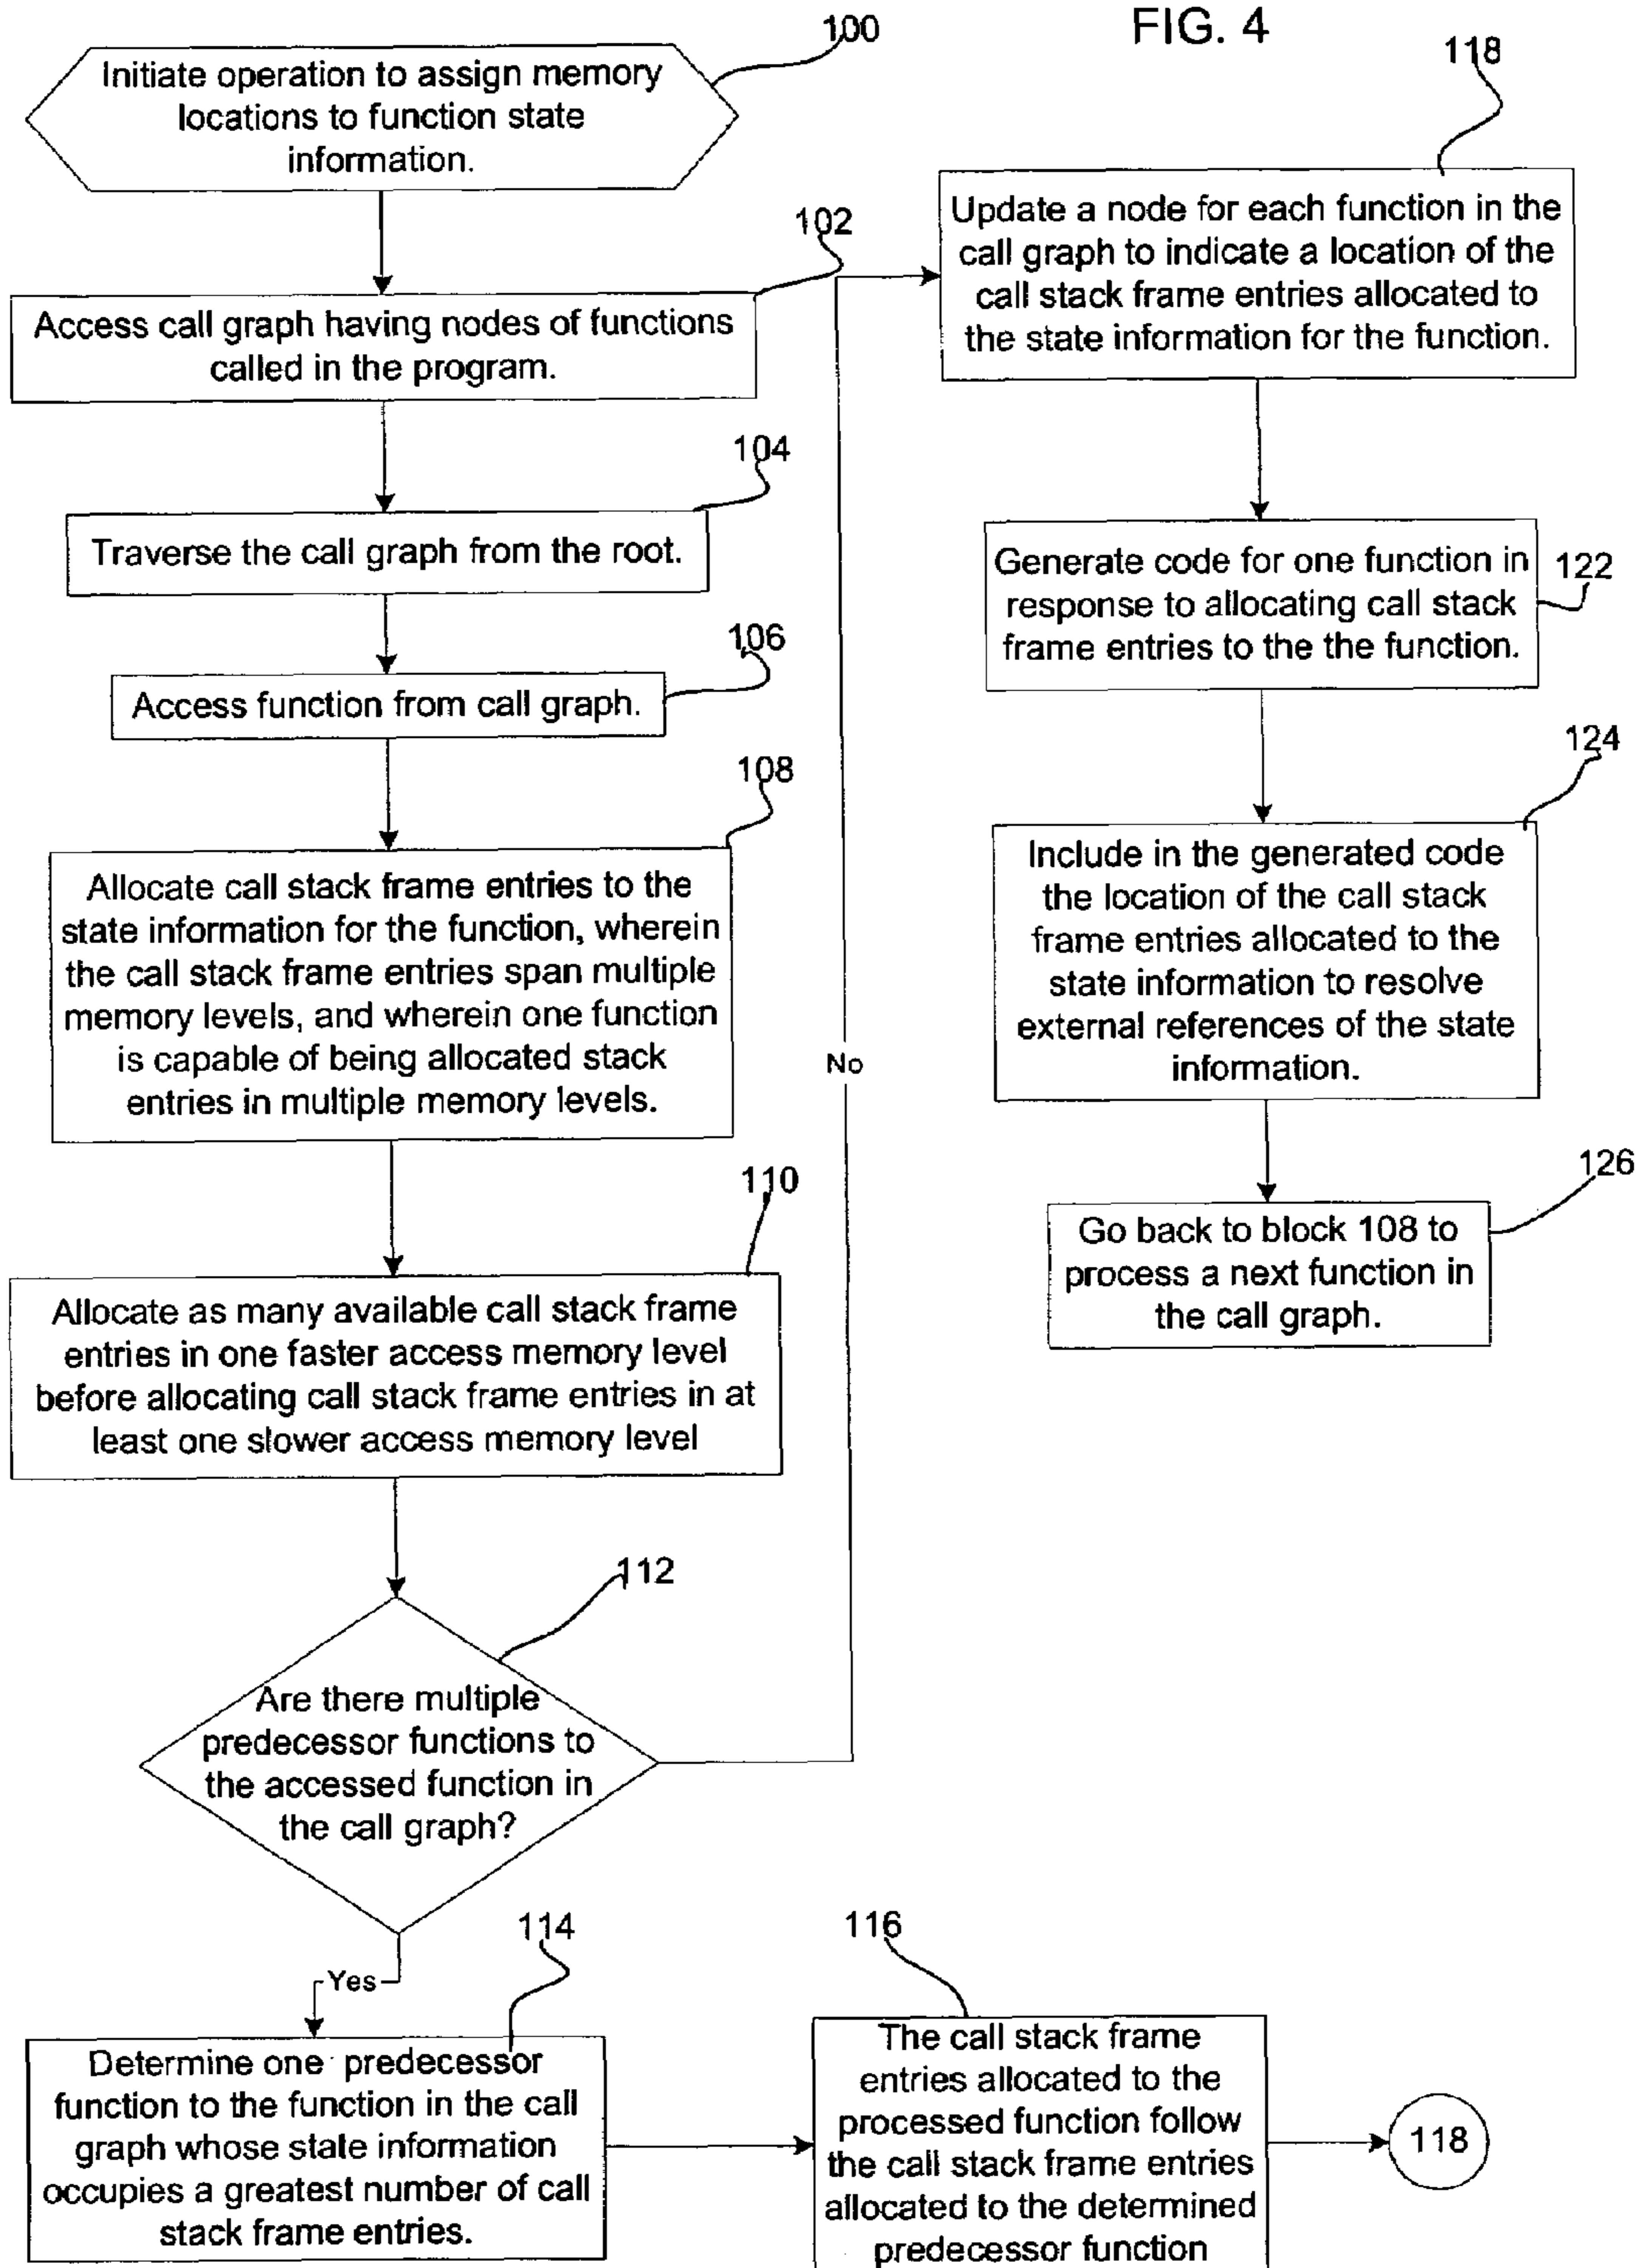 FIG. 4
100
Initiate operation to assign memory
locations to function state
information.
102
Access call graph having nodes of functions
called in the program.
104
Traverse the call graph from the root.
106
Access function from call graph.
108
Allocate call stack frame entries to the
state information for the function, wherein
the call stack frame entries span multiple
memory levels, and wherein one function
is capable of being allocated stack
entries in multiple memory levels.
110
Allocate as many available call stack frame
entries in one faster access memory level
before allocating call stack frame entries in at
least one slower access memory level
112
Are there multiple
predecessor functions to
the accessed function in
the call graph?
No
Yes
114
Determine one predecessor
function to the function in the call
graph whose state information
occupies a greatest number of call
stack frame entries.
116
The call stack frame
entries allocated to the
processed function follow
the call stack frame entries
allocated to the determined
predecessor function
118
118
Update a node for each function in the
call graph to indicate a location of the
call stack frame entries allocated to
the state information for the function.
122
Generate code for one function in
response to allocating call stack
frame entries to the the function.
124
Include in the generated code
the location of the call stack
frame entries allocated to the
state information to resolve
external references of the state
information.
126
Go back to block 108 to
process a next function in
the call graph.